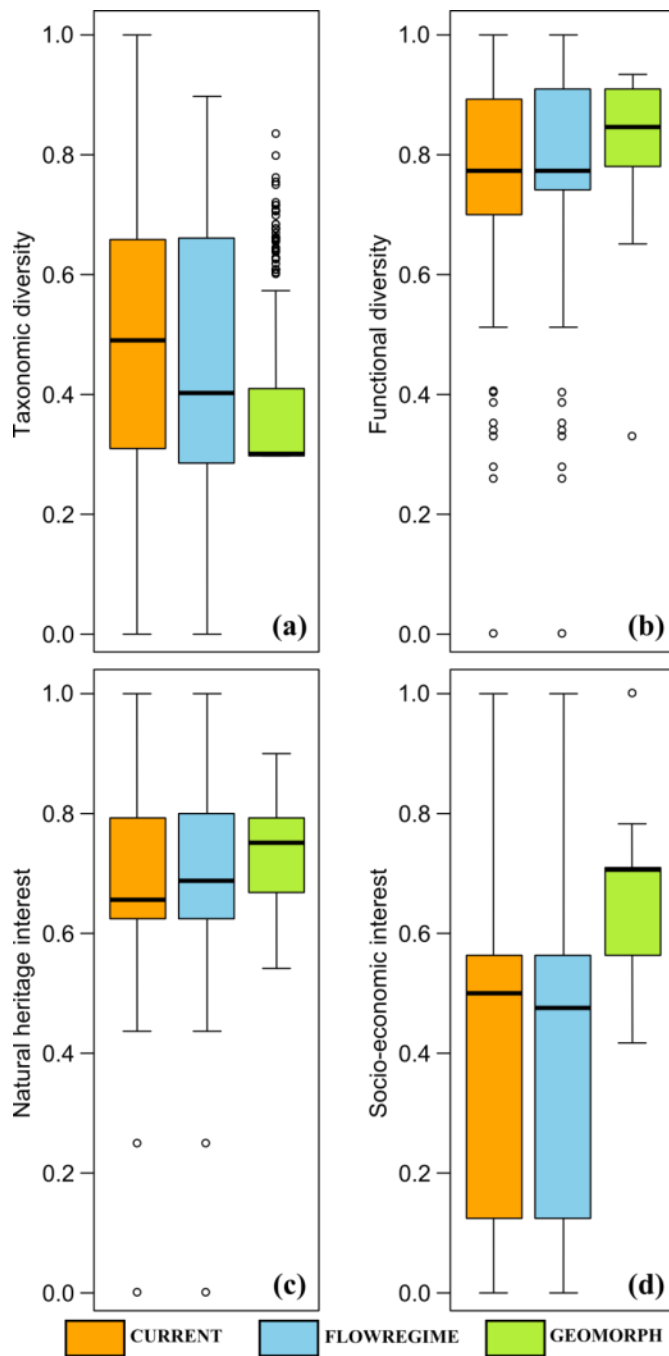 Taxonomic diversity
1.0
0.8
0.6
0.4
0.2
0.0
(a)
Functional diversity
1.0
0.8
0.6
0.4
0.2
0.0
(b)
Natural heritage interest
1.0
0.8
0.6
0.4
0.2
0.0
(c)
Socio-economic interest
1.0
0.8
0.6
0.4
0.2
0.0
(d)
CURRENT
FLOWREGIME
GEOMORPH